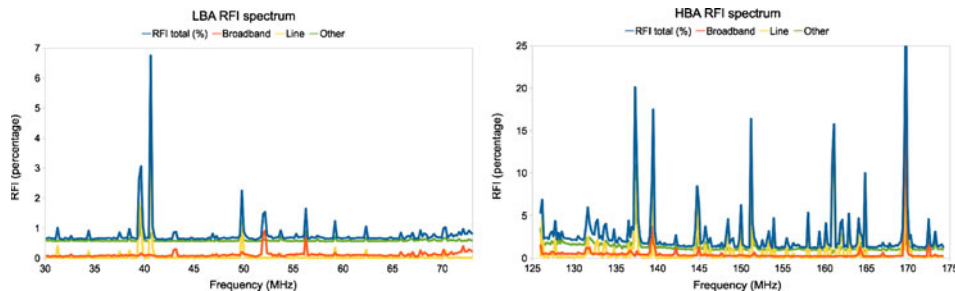 LBA RFI spectrum
RFI total (%) Broadband Line Other
RFI (percentage)
7
6
5
4
3
2
1
0
30 35 40 45 50 55 60 65 70
Frequency (MHz)
HBA RFI spectrum
RFI total (%) Broadband Line Other
RFI (percentage)
25
20
15
10
5
0
125 130 135 140 145 150 155 160 165 170 175
Frequency (MHz)